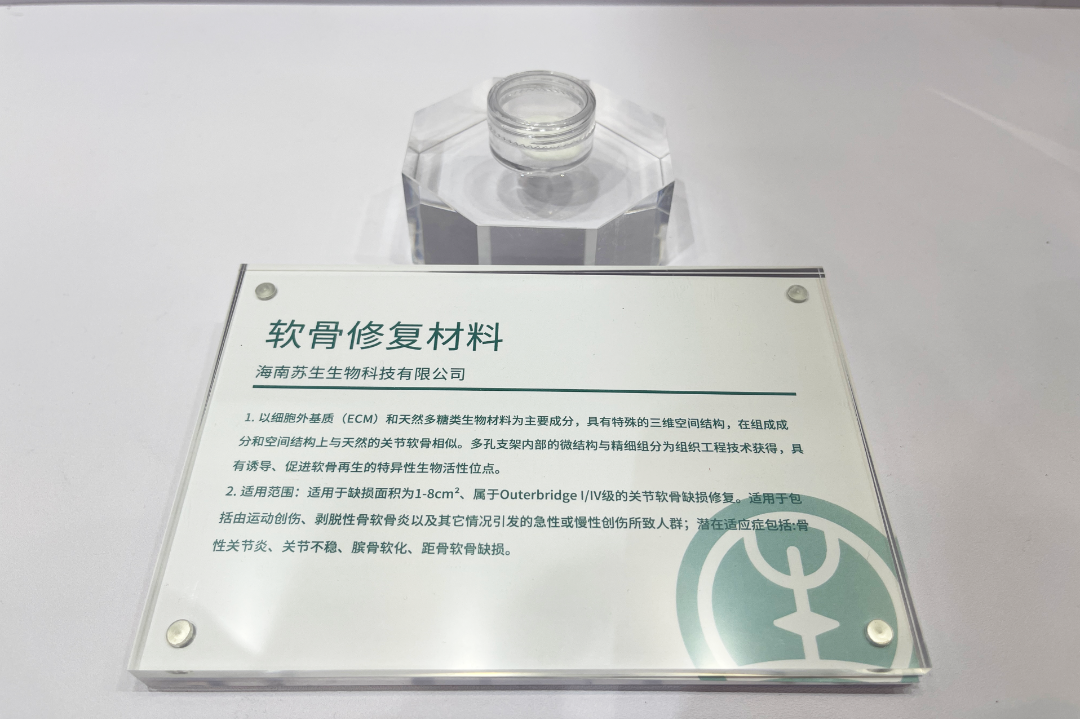 软骨修复材料
海南苏生生物科技有限公司
1. 以细胞外基质（ECM）和天然多糖类生物材料为主要成分，具有特殊的三维空间结构，在组成成
分和空间结构上与天然的关节软骨相似。多孔支架内部的微结构与精细组分为组织工程技术获得，具
有诱导、促进软骨再生的特异性生物活性位点。
2. 适用范围：适用于缺损面积为1-8cm²、属于Outerbridge I/IV级的关节软骨缺损修复。适用于包
括由运动创伤、剥脱性骨软骨炎以及其它情况引发的急性或慢性创伤所致人群；潜在适应症包括:骨
性关节炎、关节不稳、膑骨软化、距骨软骨缺损。